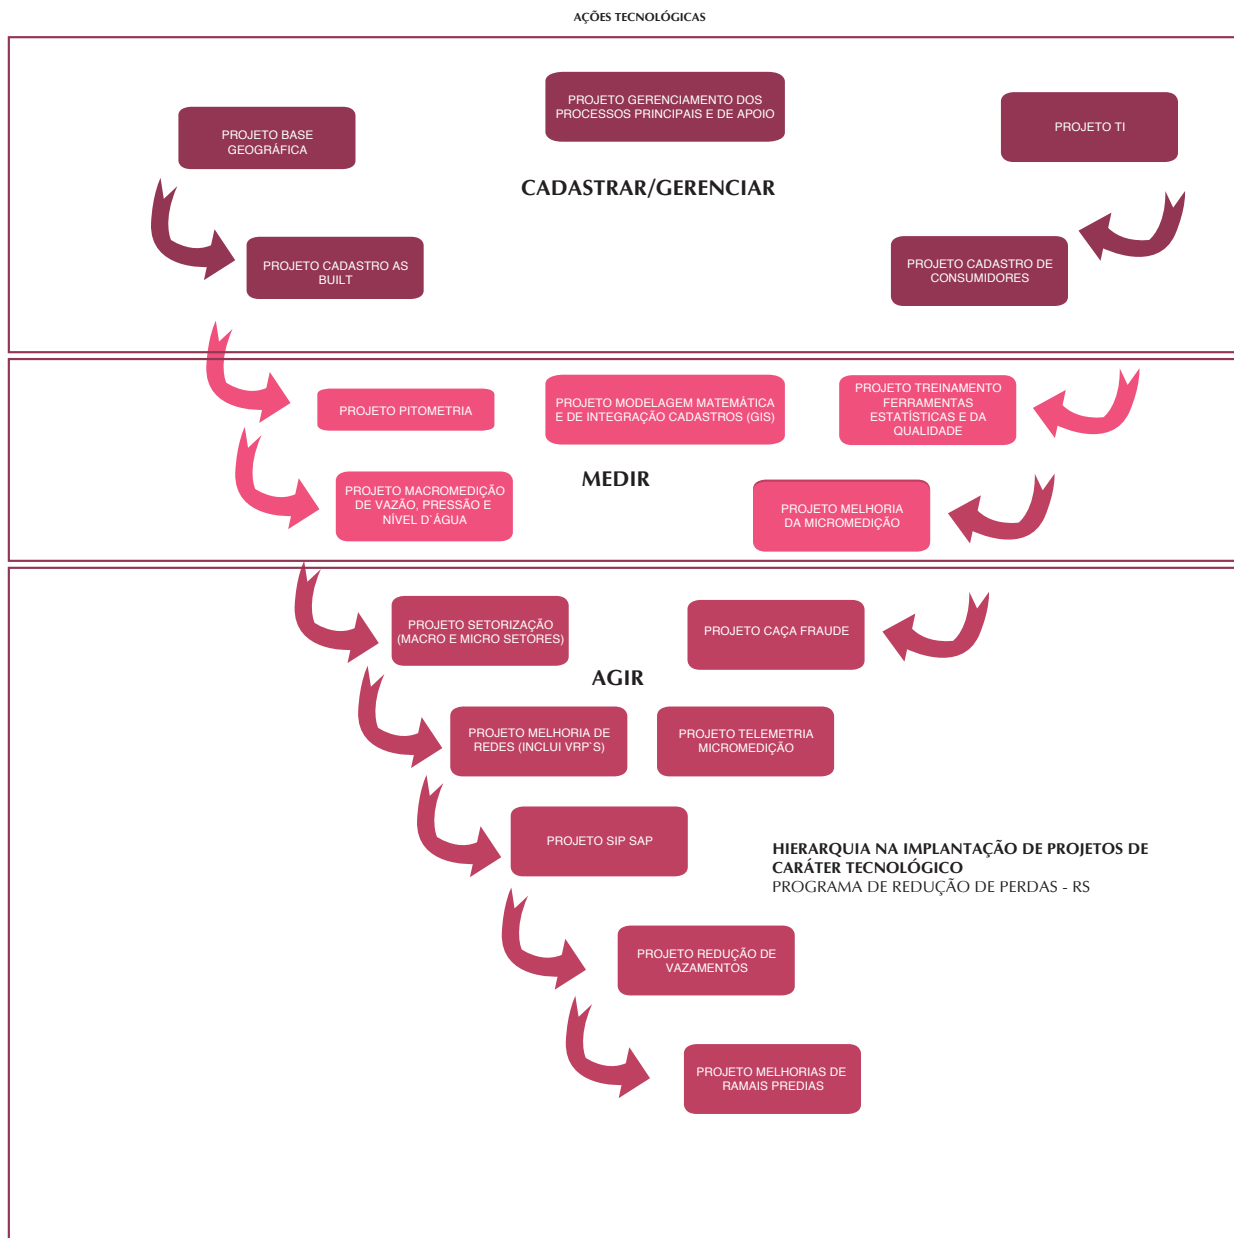 AÇÕES TECNOLÓGICAS
PROJETO GERENCIAMENTO DOS
PROCESSOS PRINCIPAIS E DE APOIO
PROJETO BASE
GEOGRÁFICA
PROJETO TI
CADASTRAR/GERENCIAR
PROJETO CADASTRO AS
BUILT
PROJETO CADASTRO DE
CONSUMIDORES
PROJETO PITOMETRIA
PROJETO MODELAGEM MATEMÁTICA
E DE INTEGRAÇÃO CADASTROS (GIS)
PROJETO TREINAMENTO
FERRAMENTAS
ESTATÍSTICAS E DA
QUALIDADE
MEDIR
PROJETO MACROMEDIÇÃO
DE VAZÃO, PRESSÃO E
NÍVEL D`ÁGUA
PROJETO MELHORIA
DA MICROMEDIÇÃO
PROJETO SETORIZAÇÃO
(MACRO E MICRO SETORES)
PROJETO CAÇA FRAUDE
AGIR
PROJETO MELHORIA DE
REDES (INCLUI VRP`S)
PROJETO TELEMETRIA
MICROMEDIÇÃO
PROJETO SIP SAP
HIERARQUIA NA IMPLANTAÇÃO DE PROJETOS DE
CARÁTER TECNOLÓGICO
PROGRAMA DE REDUÇÃO DE PERDAS - RS
PROJETO REDUÇÃO DE
VAZAMENTOS
PROJETO MELHORIAS DE
RAMAIS PREDIAS